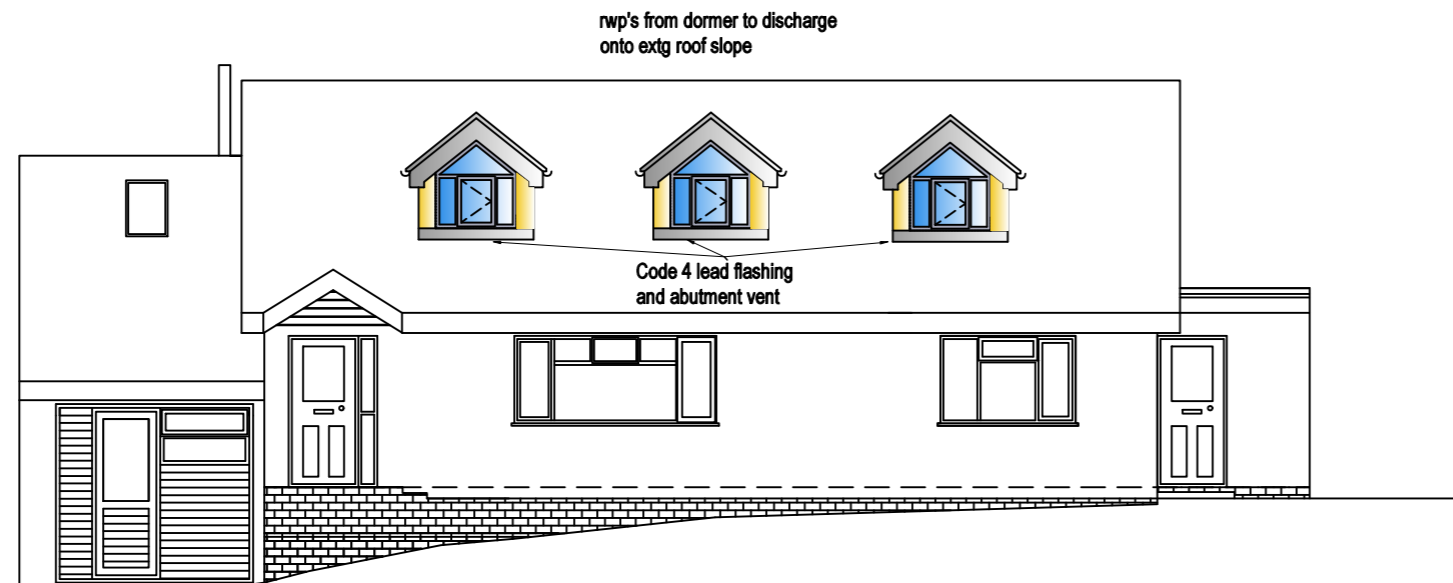 rwp's from dormer to discharge
onto extg roof slope
Code 4 lead flashing
and abutment vent